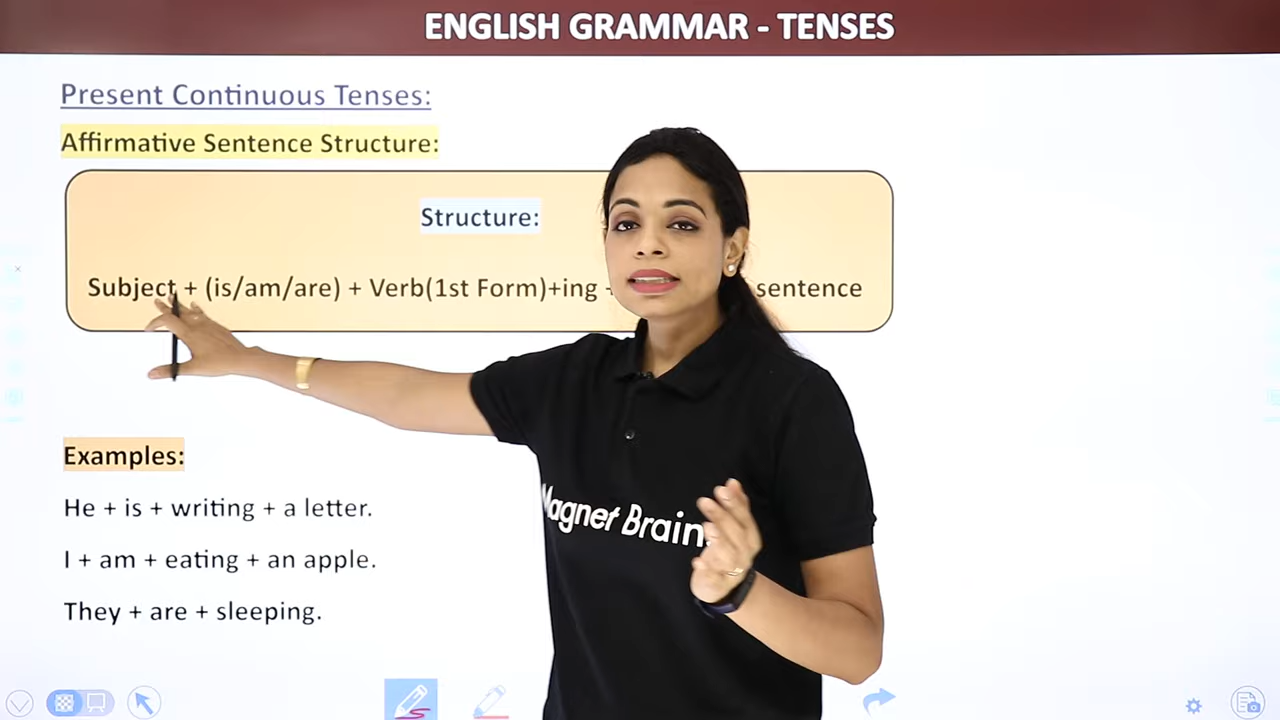 ENGLISH GRAMMAR - TENSES
Present Continuous Tenses:
Affirmative Sentence Structure:
Structure:
Subject + (is/am/are) + Verb(1st Form)+ing + sentence
Examples:
He + is + writing + a letter.
I + am + eating + an apple.
They + are + sleeping.
Magnet Brain